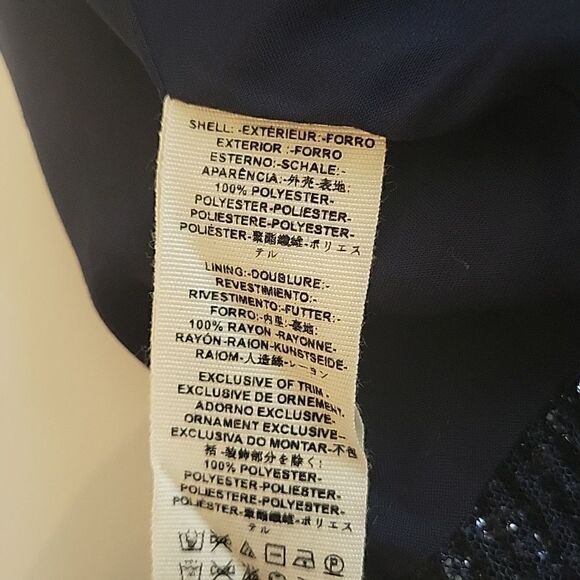 SHELL:-EXTÉRIEUR:-FORRO
EXTERIOR :-FORRO
ESTERNO:-SCHALE:-
APARÊNCIA:-外壳-表地:
100% POLYESTER-
POLYESTER-POLIÉSTER-
POLIESTERE-POLYESTER-
POLIÉSTER-聚酯纖維-ポリエス
テル
LINING:-DOUBLURE:-
REVESTIMIENTO:-
RIVESTIMENTO:-FUTTER:-
FORRO:-内里:-裏地:
100% RAYON-RAYONNE-
RAYÓN-RAION-KUNSTSEIDE-
RAIOM-人造絲-レーヨン
EXCLUSIVE OF TRIM.
EXCLUSIVE DE ORNEMENT.
ADORNO EXCLUSIVO-
ORNAMENT EXCLUSIVE-
EXCLUSIVA DO MONTAR-不包
括 -装飾部分を除く:
100% POLYESTER-
POLYESTER-POLIÉSTER-
POLIESTERE-POLYESTER-
POLIÉSTER-聚酯纖維-ポリエス
テル